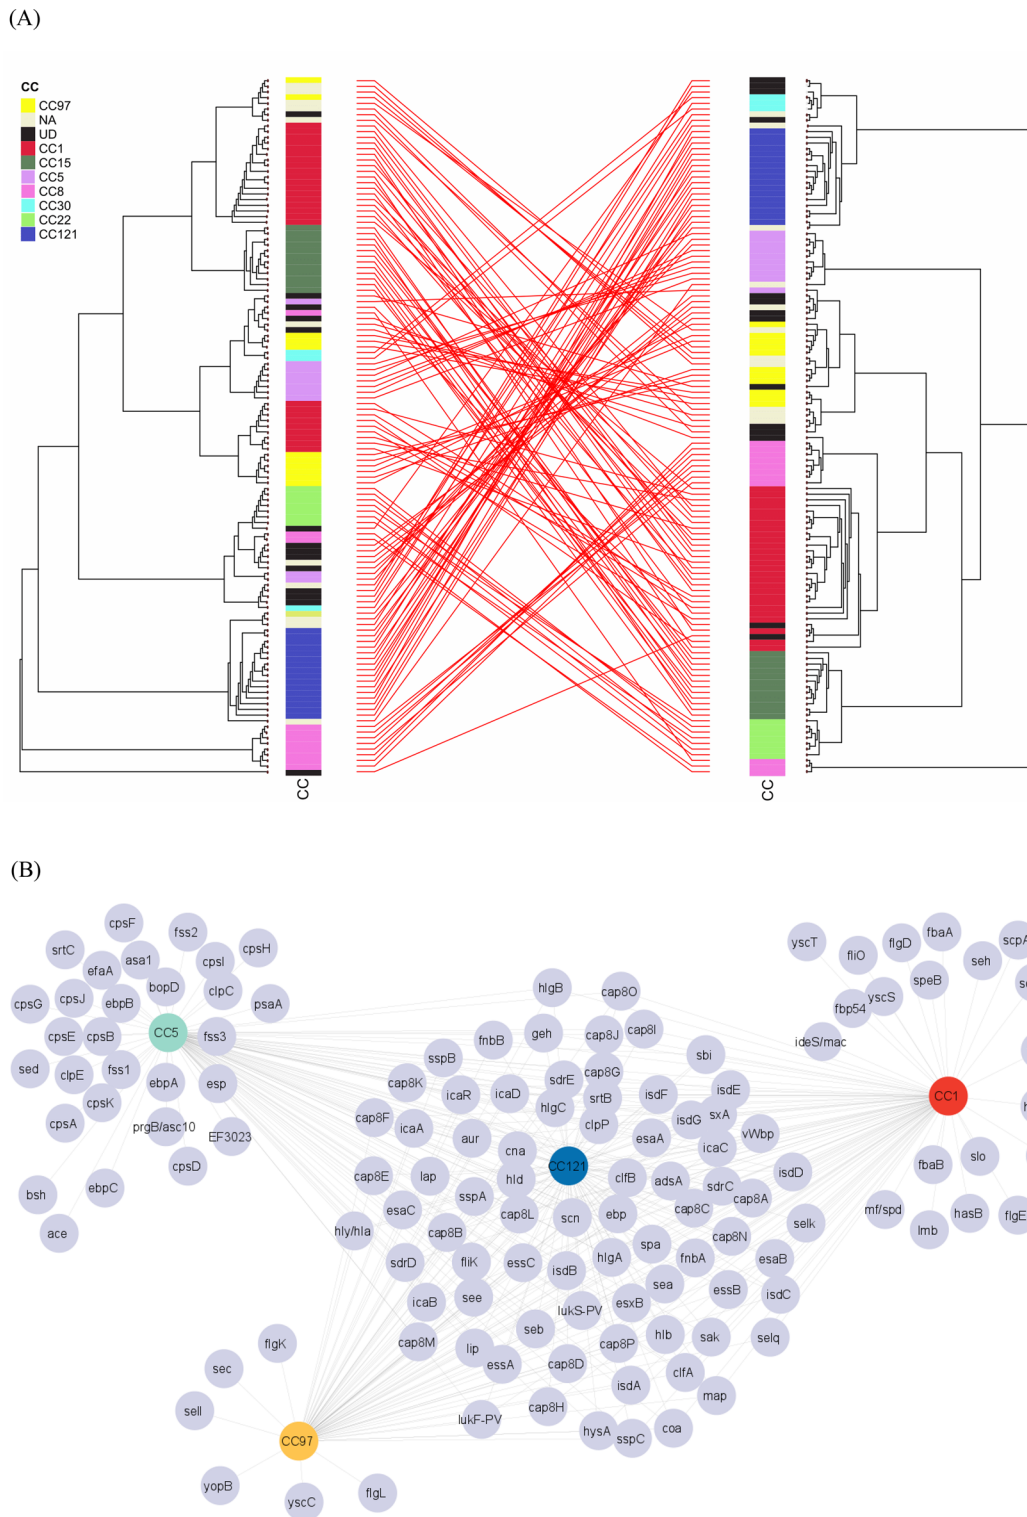 (A)
CC
CC97
NA
UD
CC1
CC15
CC5
CC8
CC30
CC22
CC121
CC
CC
(B)
cpsF
fss2
srtC
asa1
cpsI
cpsH
efaA
bopD
clpC
cpsG
cpsJ
ebpB
psaA
CC5
cpsE
cpsB
fss3
sed
clpE
fss1
ebpA
esp
cpsK
cpsA
prgB/asc10
EF3023
cpsD
bsh
ebpC
ace
yscT
fliO
flgD
fbaA
scpA
seh
speB
fbp54
yscS
ideS/mac
CC1
fbaB
slo
mf/spd
lmb
hasB
flgE
hlgB
cap8O
fnbB
geh
cap8J
cap8I
sspB
sbi
sdrE
cap8G
cap8K
icaR
icaD
srtB
isdF
isdE
hlgC
cap8F
icaA
clpP
isdG
sxA
aur
esaA
vWbp
cna
icaC
CC121
cap8E
lap
hld
clfB
adsA
isdD
sspA
sdrC
cap8A
esaC
cap8L
scn
ebp
cap8C
selk
hly/hla
cap8B
spa
cap8N
sdrD
fliK
essC
isdB
hlgA
fnbA
esaB
icaB
see
sea
essB
isdC
lukS-PV
esxB
cap8M
seb
hlb
sak
selq
lip
essA
cap8D
cap8P
clfA
isdA
map
lukF-PV
cap8H
hysA
sspC
coa
flgK
sec
sell
CC97
yopB
yscC
flgL